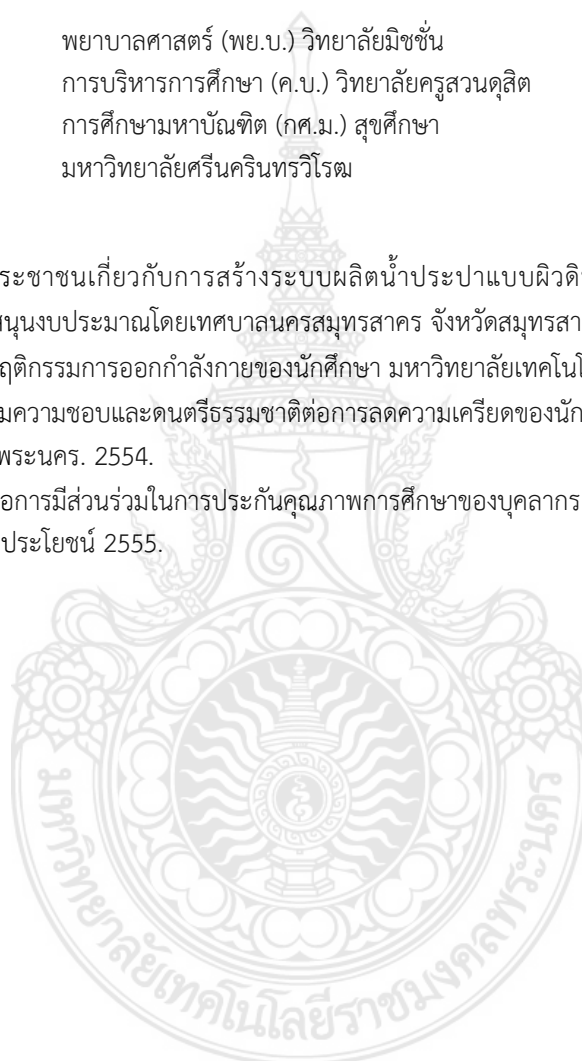 พยาบาลศาสตร์ (พย.บ.) วิทยาลัยมิชชั่น
การบริหารการศึกษา (ค.บ.) วิทยาลัยครูสวนดุสิต
การศึกษามหาบัณฑิต (กศ.ม.) สุขศึกษา
มหาวิทยาลัยศรีนครินทรวิโรฒ
ระชาชนเกี่ยวกับการสร้างระบบผลิตน้ำประปาแบบผิวดิ
สนุนงบประมาณโดยเทศบาลนครสมุทรสาคร จังหวัดสมุทรสา
ฤติกรรมการออกกำลังกายของนักศึกษา มหาวิทยาลัยเทคโนโ
มความชอบและดนตรีธรรมชาติต่อการลดความเครียดของนัก
พระนคร. 2554.
อการมีส่วนร่วมในการประกันคุณภาพการศึกษาของบุคลากร
ประโยชน์ 2555.
มหาวิทยาลัยเทคโนโลยีราชมงคลพระนคร